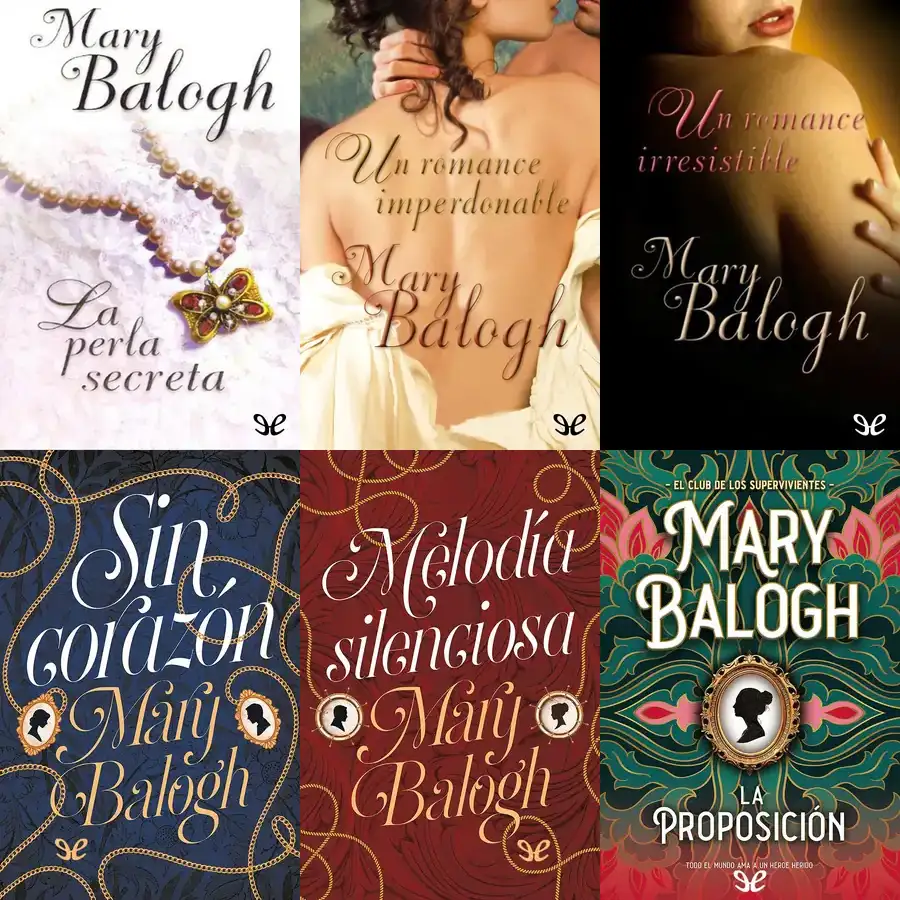 Mary
Balogh
La
perla
secreta
Un romance
imperdonable
Mary
Balogh
Un romance
irresistible
Mary
Balogh
Sin
corazón
Mary
Balogh
Melodía
silenciosa
Mary
Balogh
- EL CLUB DE LOS SUPERVIVIENTES -
MARY
BALOGH
LA
PROPOSICIÓN
TODO EL MUNDO AMA A UN HÉROE HERIDO